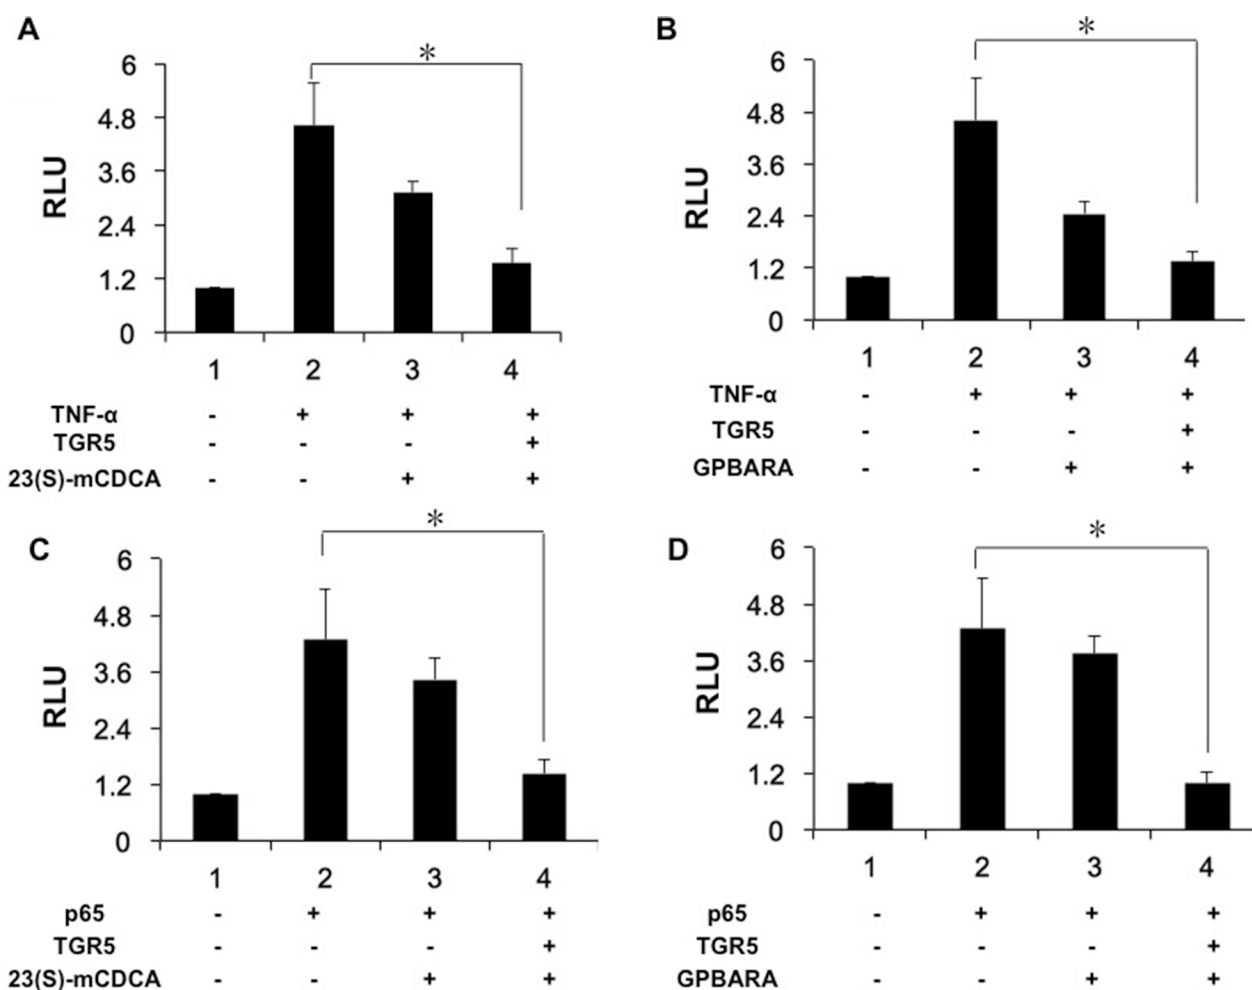 A
*
6
4.8
3.6
2.4
1.2
0
RLU
1 2 3 4
TNF-α - + + +
TGR5 - - - +
23(S)-mCDCA - - + +
B
*
6
4.8
3.6
2.4
1.2
0
RLU
1 2 3 4
TNF-α - + + +
TGR5 - - - +
GPBARA - - + +
C
*
6
4.8
3.6
2.4
1.2
0
RLU
1 2 3 4
p65 - + + +
TGR5 - - - +
23(S)-mCDCA - - + +
D
*
6
4.8
3.6
2.4
1.2
0
RLU
1 2 3 4
p65 - + + +
TGR5 - - - +
GPBARA - - + +